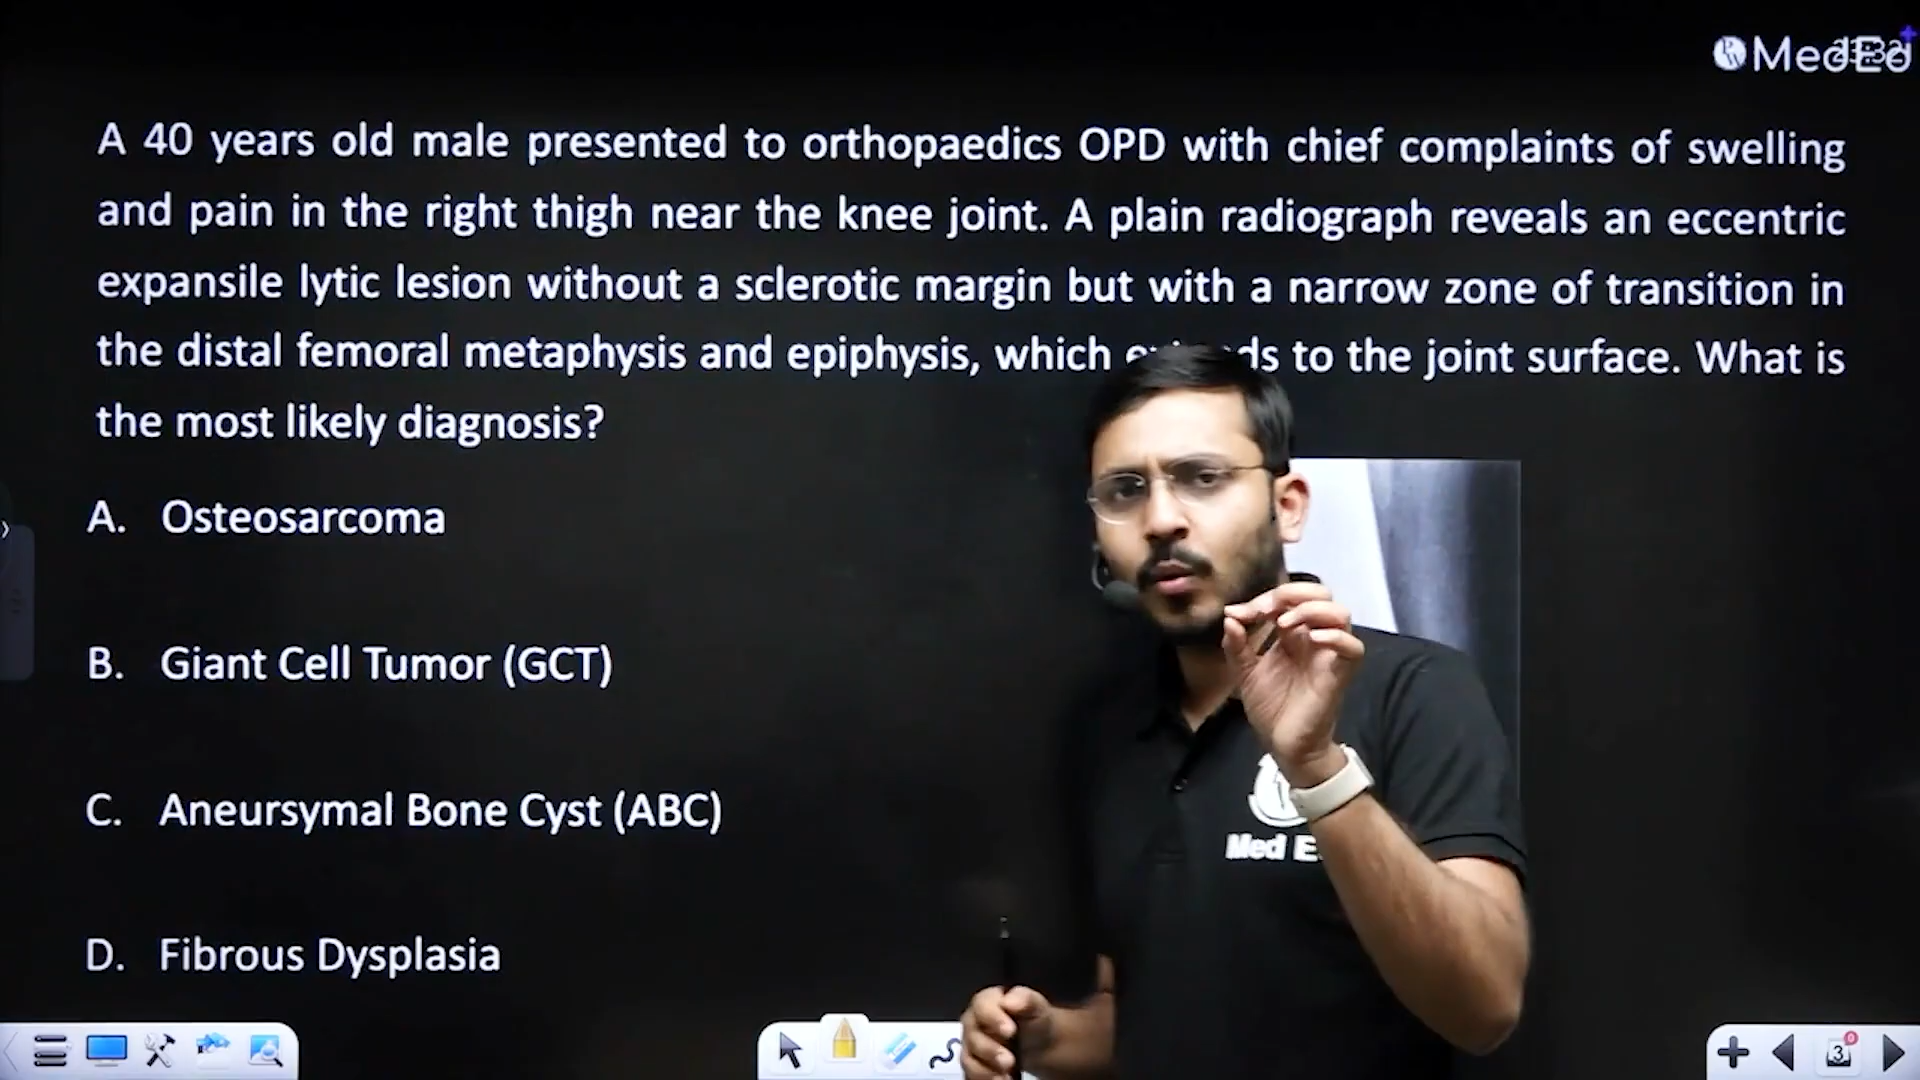 MedEd
A 40 years old male presented to orthopaedics OPD with chief complaints of swelling
and pain in the right thigh near the knee joint. A plain radiograph reveals an eccentric
expansile lytic lesion without a sclerotic margin but with a narrow zone of transition in
the distal femoral metaphysis and epiphysis, which to the joint surface. What is
the most likely diagnosis?
A. Osteosarcoma
B. Giant Cell Tumor (GCT)
C. Aneursymal Bone Cyst (ABC)
D. Fibrous Dysplasia
Med
3